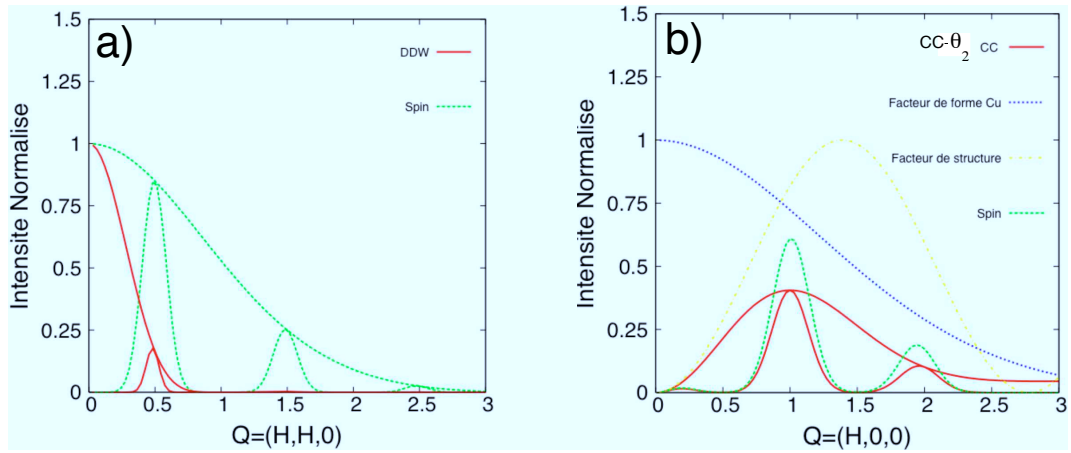 a)
1.5
1.25
1
0.75
0.5
0.25
0
Intensite Normalise
DDW
Spin
0 0.5 1 1.5 2 2.5 3
Q=(H,H,0)
b)
1.5
1.25
1
0.75
0.5
0.25
0
Intensite Normalise
CC-θ2 CC
Facteur de forme Cu
Facteur de structure
Spin
0 0.5 1 1.5 2 2.5 3
Q=(H,0,0)